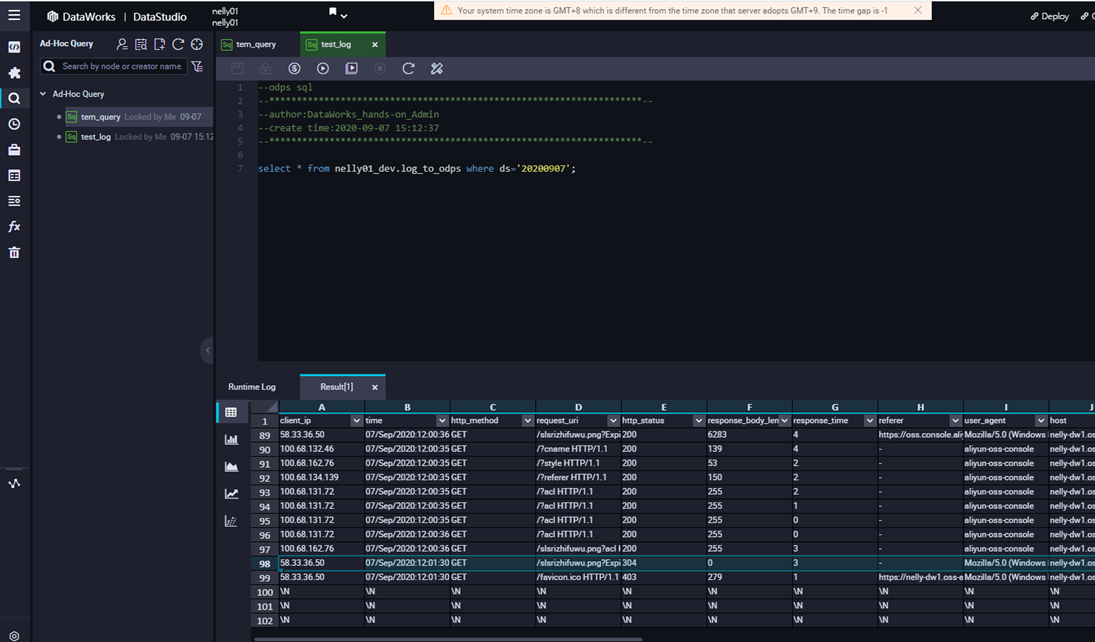 DataWorks | DataStudio
nelly01
nelly01
Your system time zone is GMT+8 which is different from the time zone that server adopts GMT+9. The time gap is -1
Deploy
Ad-Hoc Query
tem_query
test_log
Search by node or creator name.
Ad-Hoc Query
tem_query Locked by Me 09-07
test_log Locked by Me 09-07 15:12
1 --odps sql
2 --********************************************************************--
3 --author:DataWorks_hands-on_Admin
4 --create time:2020-09-07 15:12:37
5 --********************************************************************--
6
7 select * from nelly01_dev.log_to_odps where ds='20200907';
Runtime Log
Result[1]
A B C D E F G H I J
1 client_ip time http_method request_uri http_status response_body_len response_time referer user_agent host
89 58.33.36.50 07/Sep/2020:12:00:36 GET /slsrizhifuwu.png?Expi 200 6283 4 https://oss.console.aliy Mozilla/5.0 (Windows nelly-dw1.os
90 100.68.132.46 07/Sep/2020:12:00:35 GET /?cname HTTP/1.1 200 139 4 - aliyun-oss-console nelly-dw1.os
91 100.68.162.76 07/Sep/2020:12:00:35 GET /?style HTTP/1.1 200 53 2 - aliyun-oss-console nelly-dw1.os
92 100.68.134.139 07/Sep/2020:12:00:35 GET /?referer HTTP/1.1 200 150 2 - aliyun-oss-console nelly-dw1.os
93 100.68.131.72 07/Sep/2020:12:00:35 GET /?acl HTTP/1.1 200 255 2 - aliyun-oss-console nelly-dw1.os
94 100.68.131.72 07/Sep/2020:12:00:35 GET /?acl HTTP/1.1 200 255 1 - aliyun-oss-console nelly-dw1.os
95 100.68.131.72 07/Sep/2020:12:00:35 GET /?acl HTTP/1.1 200 255 0 - aliyun-oss-console nelly-dw1.os
96 100.68.131.72 07/Sep/2020:12:00:36 GET /?acl HTTP/1.1 200 255 0 - aliyun-oss-console nelly-dw1.os
97 100.68.162.76 07/Sep/2020:12:00:36 GET /slsrizhifuwu.png?acl 200 255 3 - aliyun-oss-console nelly-dw1.os
98 58.33.36.50 07/Sep/2020:12:01:30 GET /slsrizhifuwu.png?Expi 304 0 3 - Mozilla/5.0 (Windows nelly-dw1.os
99 58.33.36.50 07/Sep/2020:12:01:30 GET /favicon.ico HTTP/1.1 403 279 1 https://nelly-dw1.oss-a Mozilla/5.0 (Windows nelly-dw1.os
100 \N \N \N \N \N \N \N \N \N \N
101 \N \N \N \N \N \N \N \N \N \N
102 \N \N \N \N \N \N \N \N \N \N